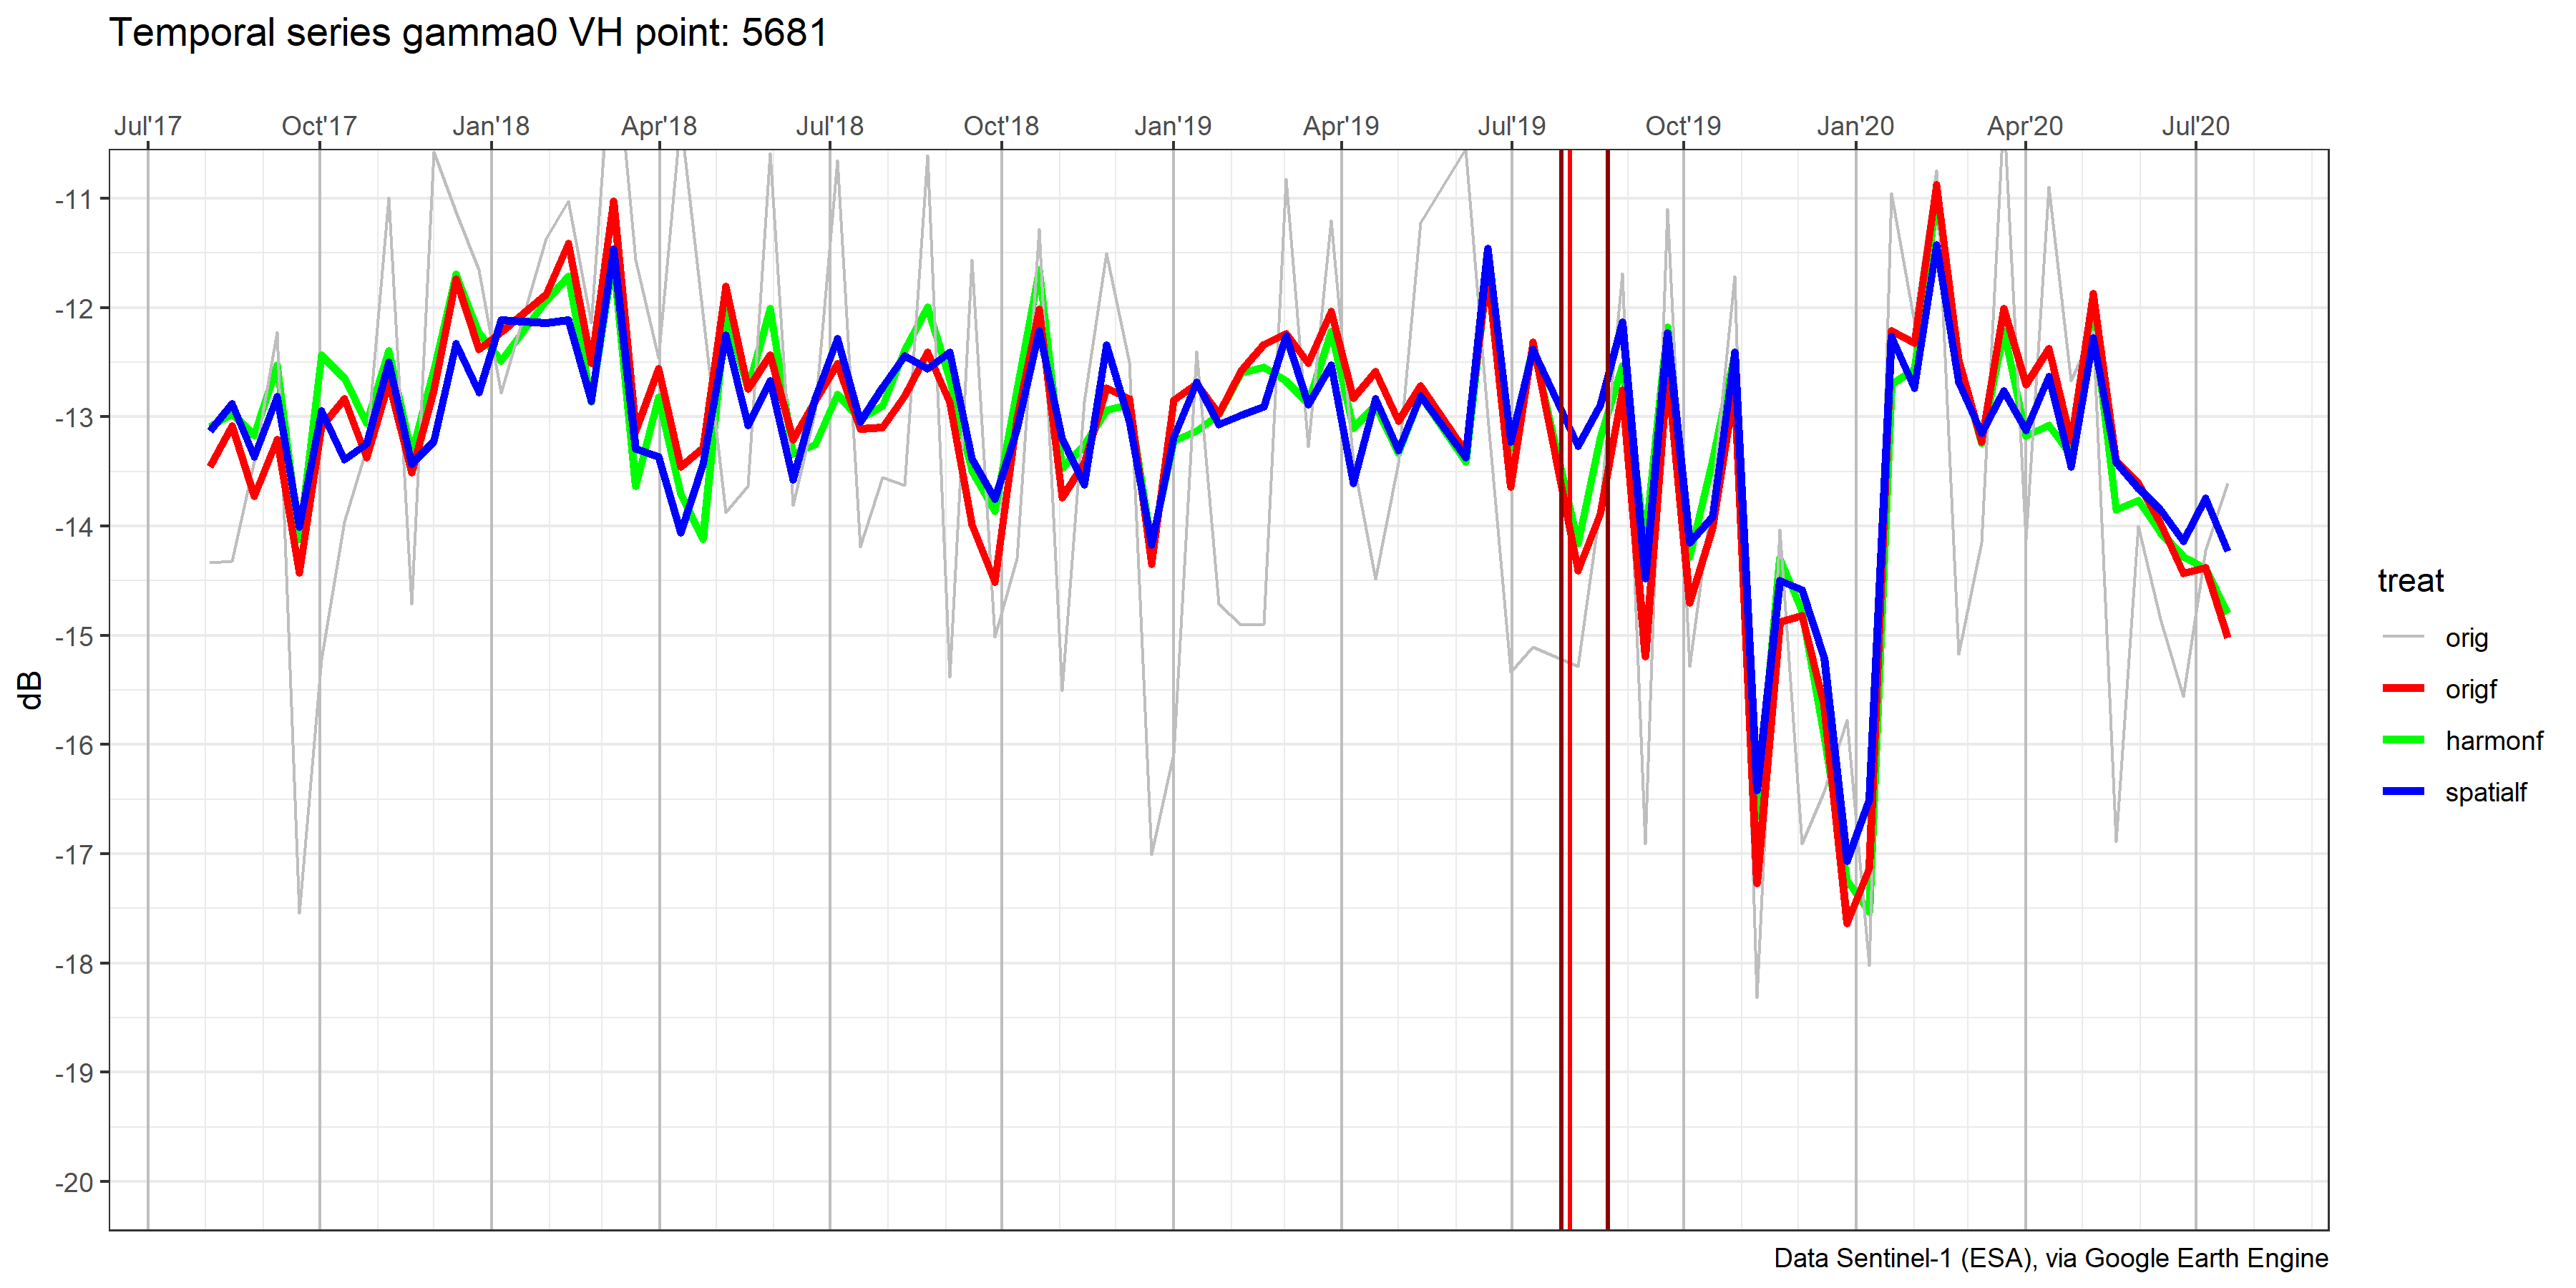 Temporal series gamma0 VH point: 5681
Jul'17 Oct'17 Jan'18 Apr'18 Jul'18 Oct'18 Jan'19 Apr'19 Jul'19 Oct'19 Jan'20 Apr'20 Jul'20
-11
-12
-13
-14
-15
-16
-17
-18
-19
-20
dB
treat
orig
origf
harmonf
spatialf
Data Sentinel-1 (ESA), via Google Earth Engine